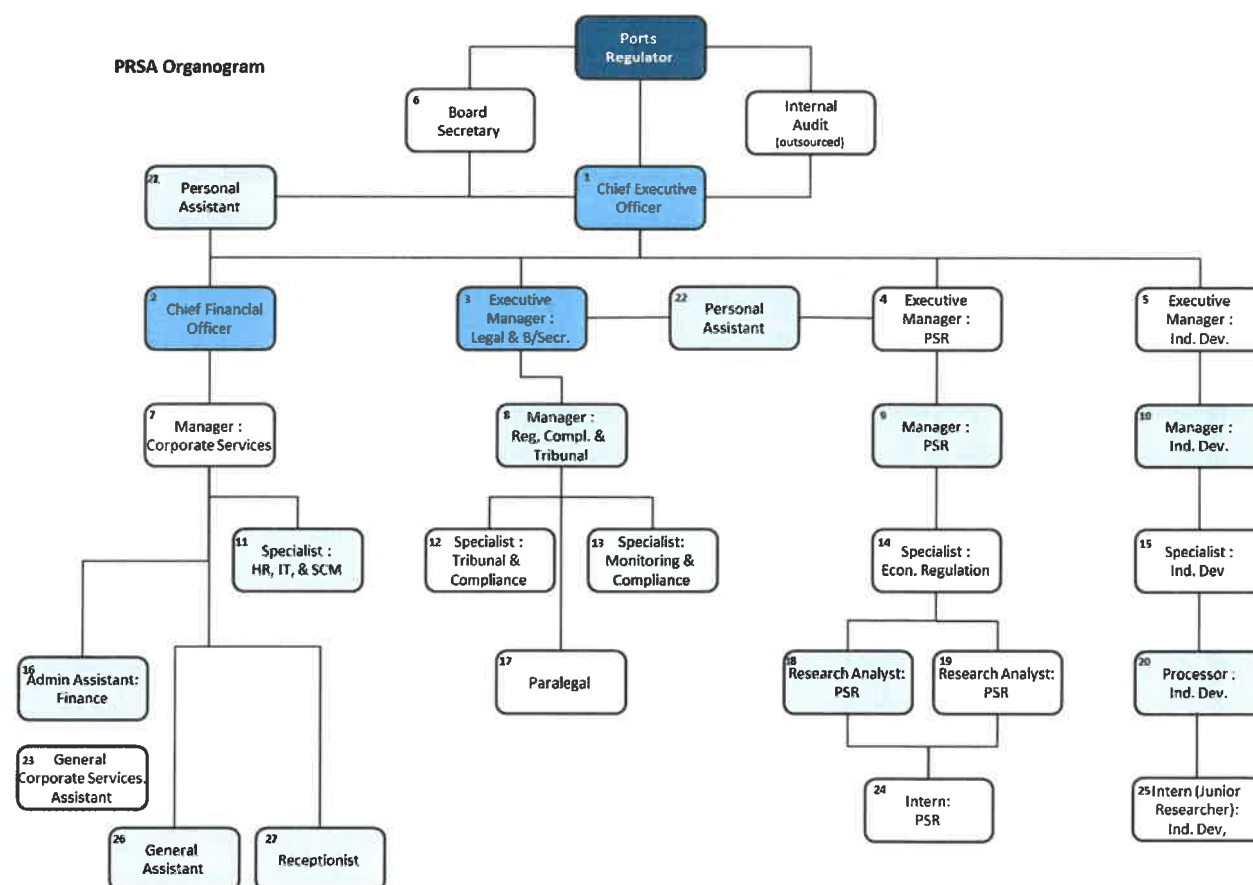 PRSA Organogram
Ports
Regulator
6
Board
Secretary
Internal
Audit
(outsourced)
Personal
Assistant
1
Chief Executive
Officer
2
Chief Financial
Officer
3
Executive
Manager :
Legal & B/Secr.
22
Personal
Assistant
4
Executive
Manager :
PSR
5
Executive
Manager :
Ind. Dev.
7
Manager :
Corporate Services
8
Manager :
Reg, Compl. &
Tribunal
9
Manager :
PSR
10
Manager :
Ind. Dev.
11
Specialist :
HR, IT, & SCM
12
Specialist :
Tribunal &
Compliance
13
Specialist:
Monitoring &
Compliance
14
Specialist :
Econ. Regulation
15
Specialist :
Ind. Dev
16
Admin Assistant:
Finance
17
Paralegal
18
Research Analyst:
PSR
19
Research Analyst:
PSR
20
Processor :
Ind. Dev.
23
General
Corporate Services.
Assistant
24
Intern:
PSR
25
Intern (Junior
Researcher):
Ind. Dev,
26
General
Assistant
27
Receptionist